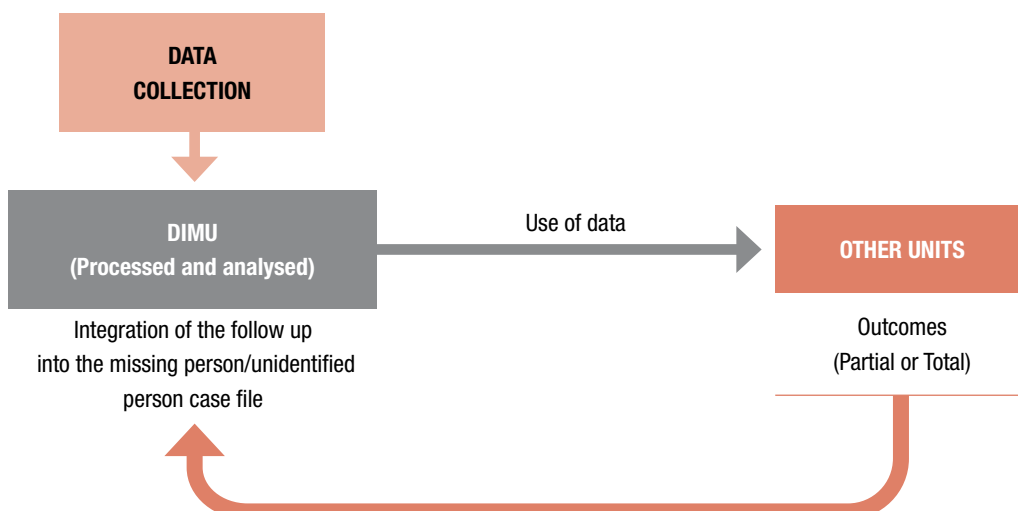 DATA
COLLECTION
DIMU
(Processed and analysed)
Use of data
OTHER UNITS
Integration of the follow up
into the missing person/unidentified
person case file
Outcomes
(Partial or Total)